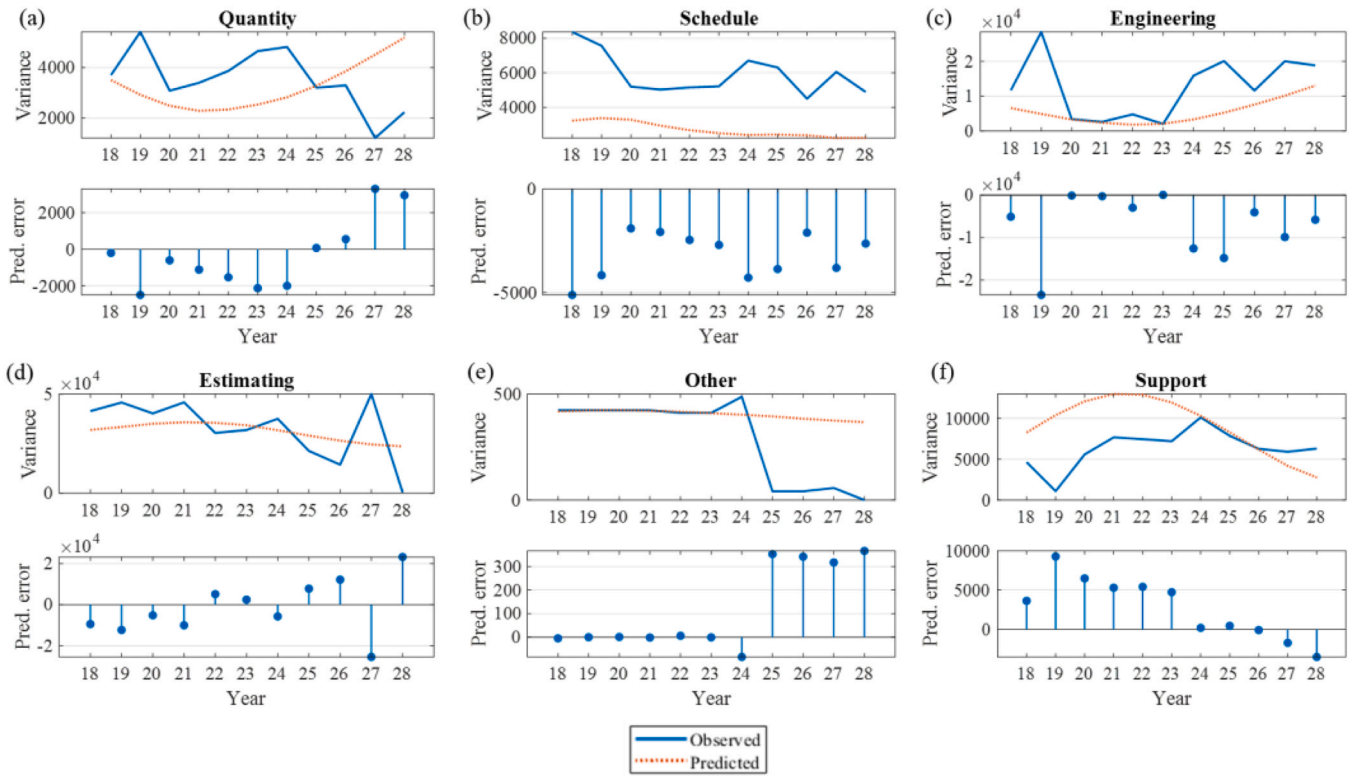 (a) Quantity
Variance
4000
2000
18 19 20 21 22 23 24 25 26 27 28
Pred. error
2000
0
-2000
18 19 20 21 22 23 24 25 26 27 28
Year
(b) Schedule
Variance
8000
6000
4000
18 19 20 21 22 23 24 25 26 27 28
Pred. error
0
-5000
18 19 20 21 22 23 24 25 26 27 28
Year
(c) Engineering
×10⁴
Variance
2
1
0
18 19 20 21 22 23 24 25 26 27 28
×10⁴
Pred. error
0
-1
-2
18 19 20 21 22 23 24 25 26 27 28
Year
(d) Estimating
×10⁴
Variance
5
0
18 19 20 21 22 23 24 25 26 27 28
×10⁴
Pred. error
2
0
-2
18 19 20 21 22 23 24 25 26 27 28
Year
(e) Other
Variance
500
0
18 19 20 21 22 23 24 25 26 27 28
Pred. error
300
200
100
0
18 19 20 21 22 23 24 25 26 27 28
Year
(f) Support
Variance
10000
5000
0
18 19 20 21 22 23 24 25 26 27 28
Pred. error
10000
5000
0
18 19 20 21 22 23 24 25 26 27 28
Year
Observed
Predicted